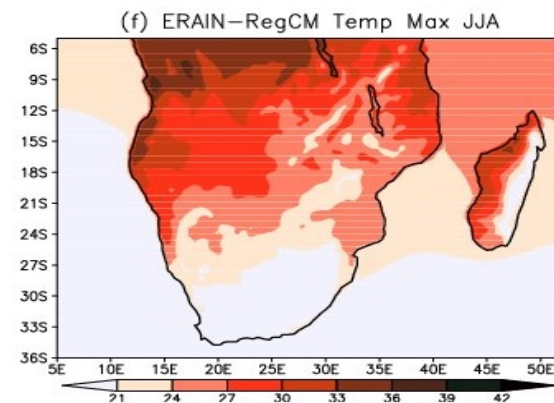 (f) ERAIN-RegCM Temp Max JJA
6S
9S
12S
15S
18S
21S
24S
27S
30S
33S
36S
5E 10E 15E 20E 25E 30E 35E 40E 45E 50E
21 24 27 30 33 36 39 42